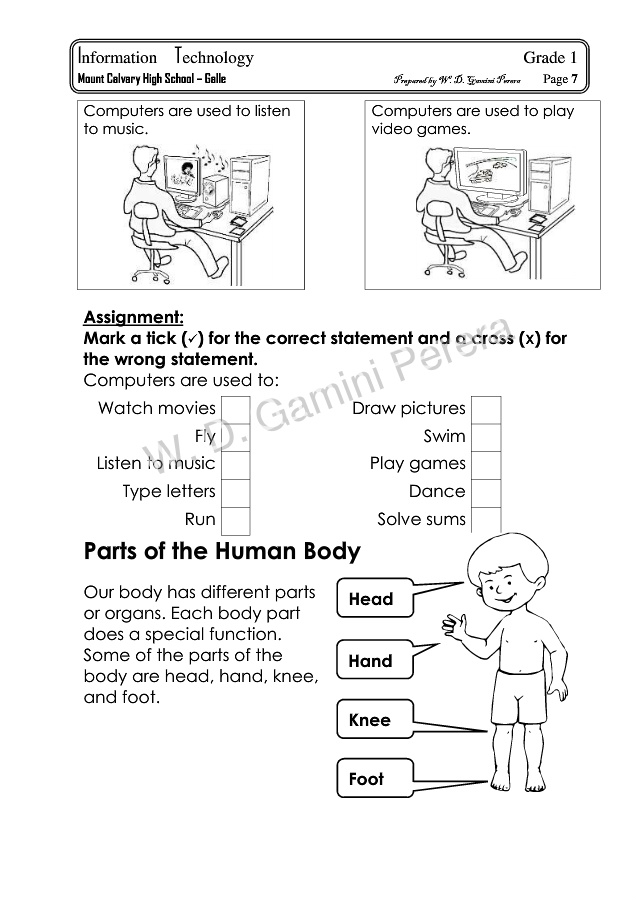 Information Technology Grade 1
Mount Calvary High School – Galle Prepared by W. D. Gamini Perera Page 7
Computers are used to listen
to music.
Computers are used to play
video games.
Assignment:
Mark a tick (✓) for the correct statement and a cross (x) for
the wrong statement.
Computers are used to:
Watch movies Draw pictures
Fly Swim
Listen to music Play games
Type letters Dance
Run Solve sums
W. D. Gamini Perera
Parts of the Human Body
Our body has different parts
or organs. Each body part
does a special function.
Some of the parts of the
body are head, hand, knee,
and foot.
Head
Hand
Knee
Foot